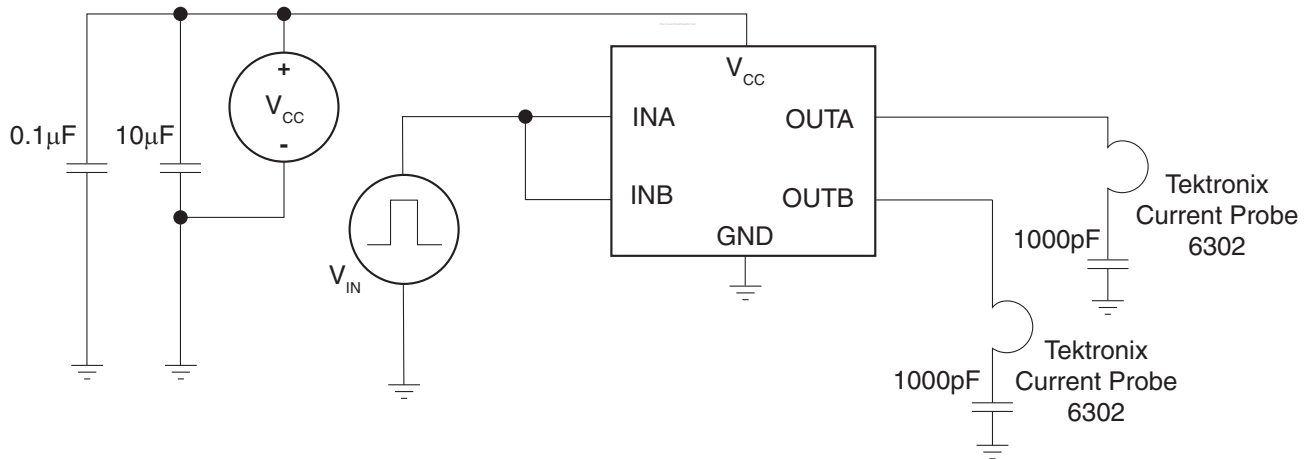 +
V_CC
-
0.1µF
10µF
V_IN
V_CC
INA
OUTA
INB
OUTB
GND
Tektronix
Current Probe
6302
1000pF
Tektronix
Current Probe
6302
1000pF